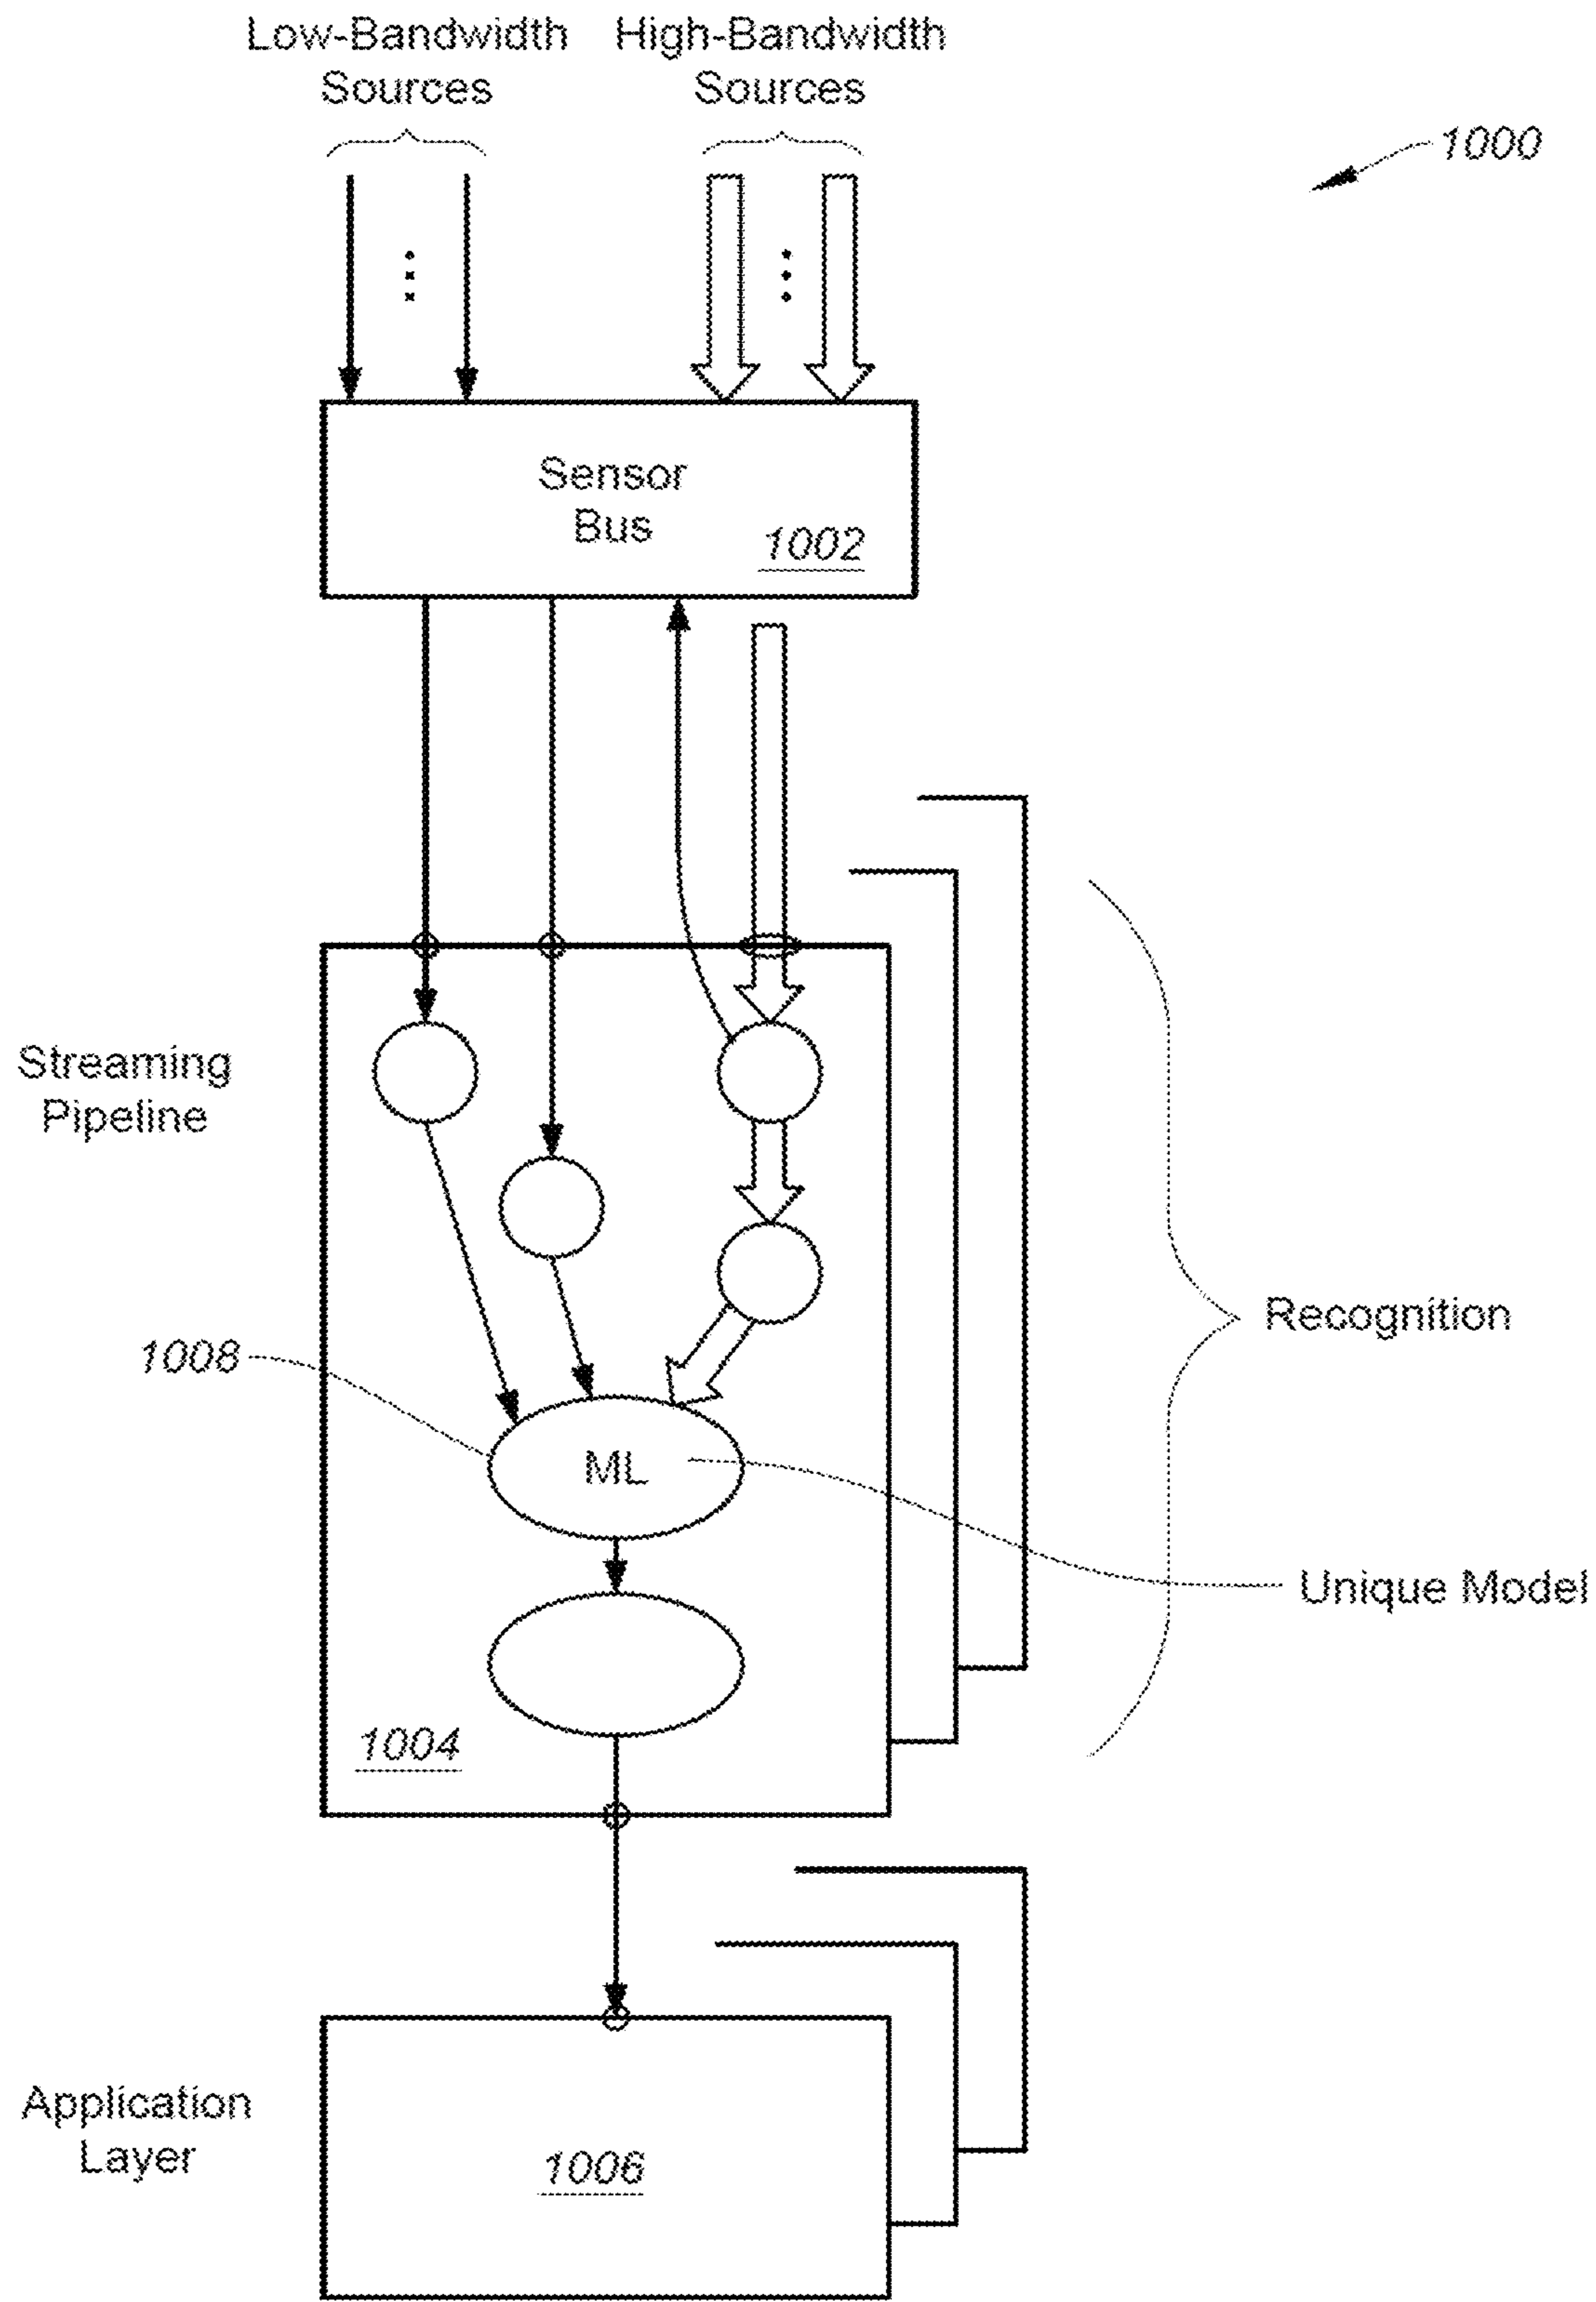 Low-Bandwidth
Sources
High-Bandwidth
Sources
1000
Sensor
Bus
1002
Streaming
Pipeline
Recognition
1008
ML
Unique Model
1004
Application
Layer
1006